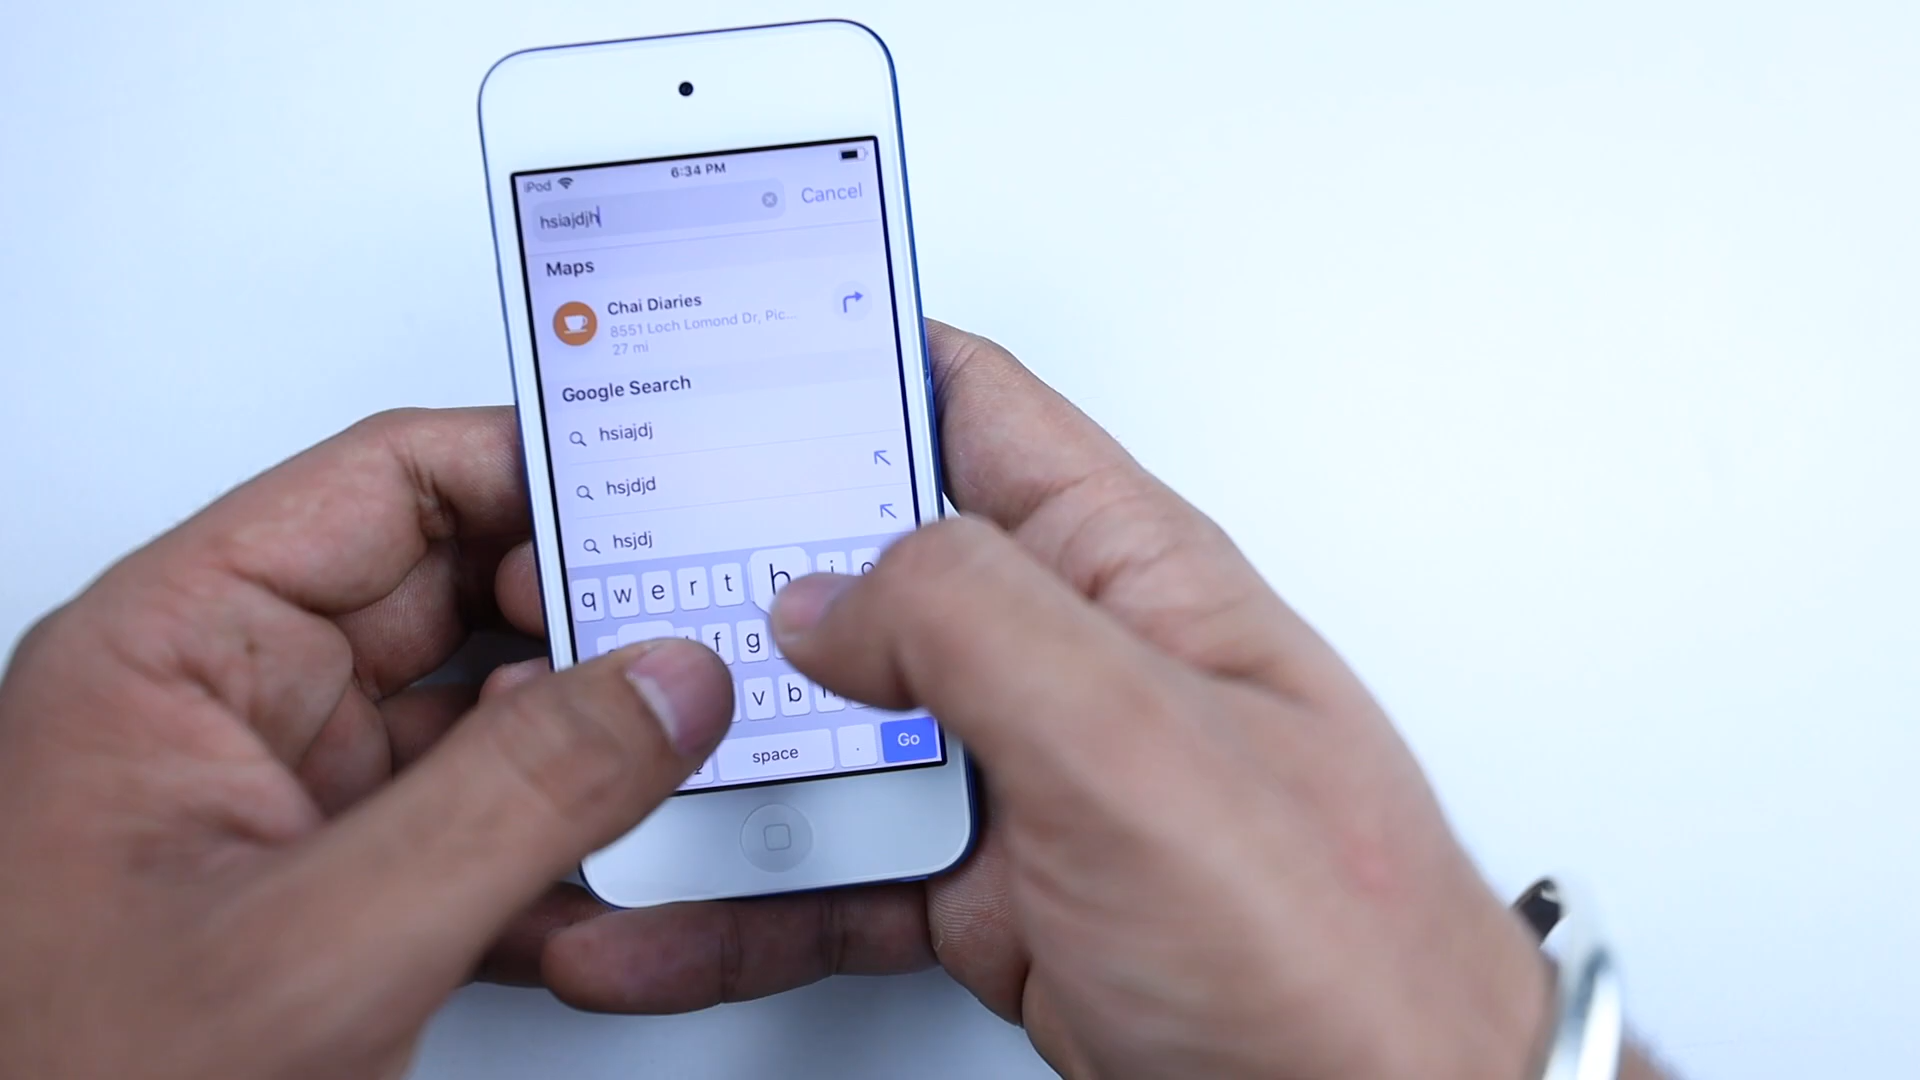 iPod 6:34 PM
hsiajdjh Cancel
Maps
Chai Diaries
8551 Loch Lomond Dr, Pic...
27 mi
Google Search
hsiajdj
hsjdjd
hsjdj
q w e r t h i
f g
v b
space . Go